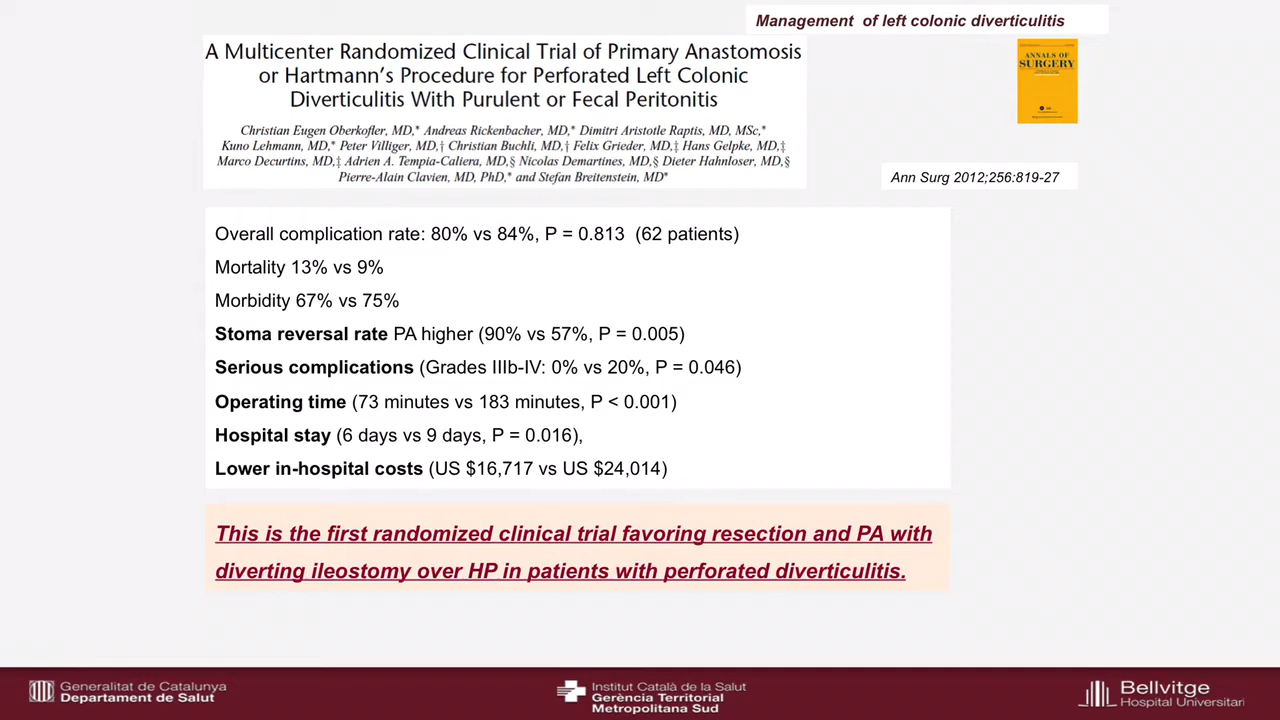 Management of left colonic diverticulitis
A Multicenter Randomized Clinical Trial of Primary Anastomosis
or Hartmann's Procedure for Perforated Left Colonic
Diverticulitis With Purulent or Fecal Peritonitis
ANNALS OF
SURGERY
Christian Eugen Oberkofler, MD,* Andreas Rickenbacher, MD,* Dimitri Aristotle Raptis, MD, MSc,*
Kuno Lehmann, MD,* Peter Villiger, MD,† Christian Buchli, MD,† Felix Grieder, MD,‡ Hans Gelpke, MD,‡
Marco Decurtins, MD,‡ Adrien A. Tempia-Caliera, MD,§ Nicolas Demartines, MD,§ Dieter Hahnloser, MD,§
Pierre-Alain Clavien, MD, PhD,* and Stefan Breitenstein, MD*
Ann Surg 2012;256:819-27
Overall complication rate: 80% vs 84%, P = 0.813 (62 patients)
Mortality 13% vs 9%
Morbidity 67% vs 75%
Stoma reversal rate PA higher (90% vs 57%, P = 0.005)
Serious complications (Grades IIIb-IV: 0% vs 20%, P = 0.046)
Operating time (73 minutes vs 183 minutes, P < 0.001)
Hospital stay (6 days vs 9 days, P = 0.016),
Lower in-hospital costs (US $16,717 vs US $24,014)
This is the first randomized clinical trial favoring resection and PA with
diverting ileostomy over HP in patients with perforated diverticulitis.
Generalitat de Catalunya
Departament de Salut
Institut Català de la Salut
Gerència Territorial
Metropolitana Sud
Bellvitge
Hospital Universitari